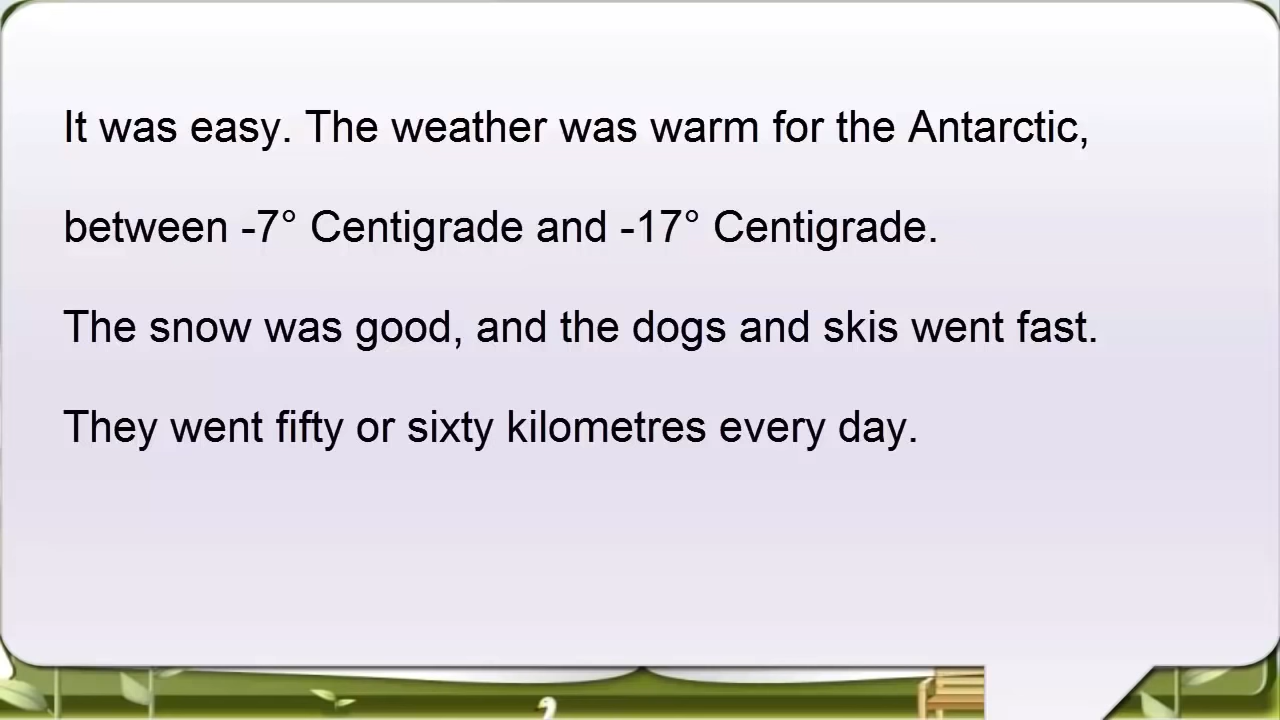 It was easy. The weather was warm for the Antarctic,
between -7° Centigrade and -17° Centigrade.
The snow was good, and the dogs and skis went fast.
They went fifty or sixty kilometres every day.